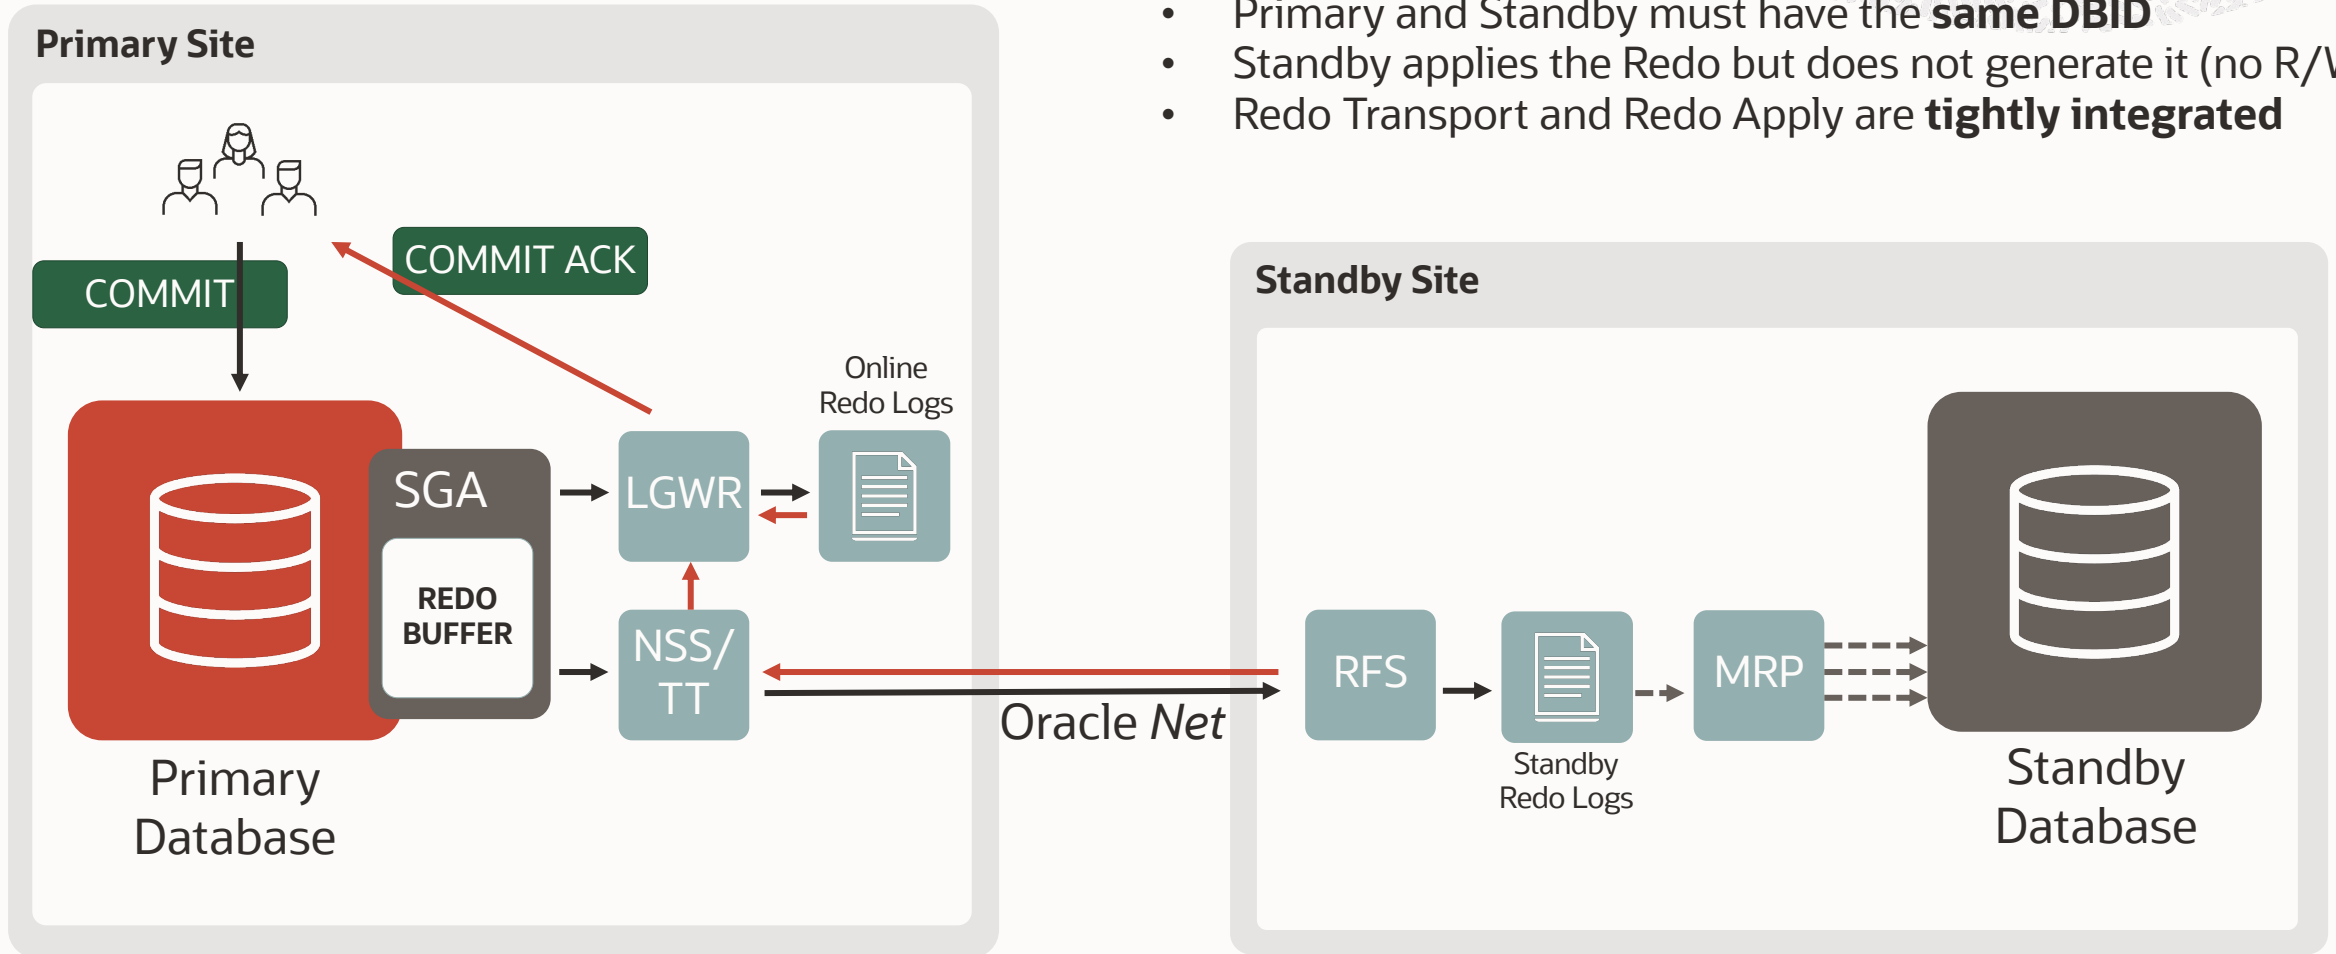 • Primary and Standby must have the same DBID
• Standby applies the Redo but does not generate it (no R/
• Redo Transport and Redo Apply are tightly integrated
Primary Site
COMMIT
COMMIT ACK
Online
Redo Logs
SGA
LGWR
REDO
BUFFER
NSS/
TT
Oracle Net
Primary
Database
Standby Site
RFS
MRP
Standby
Redo Logs
Standby
Database